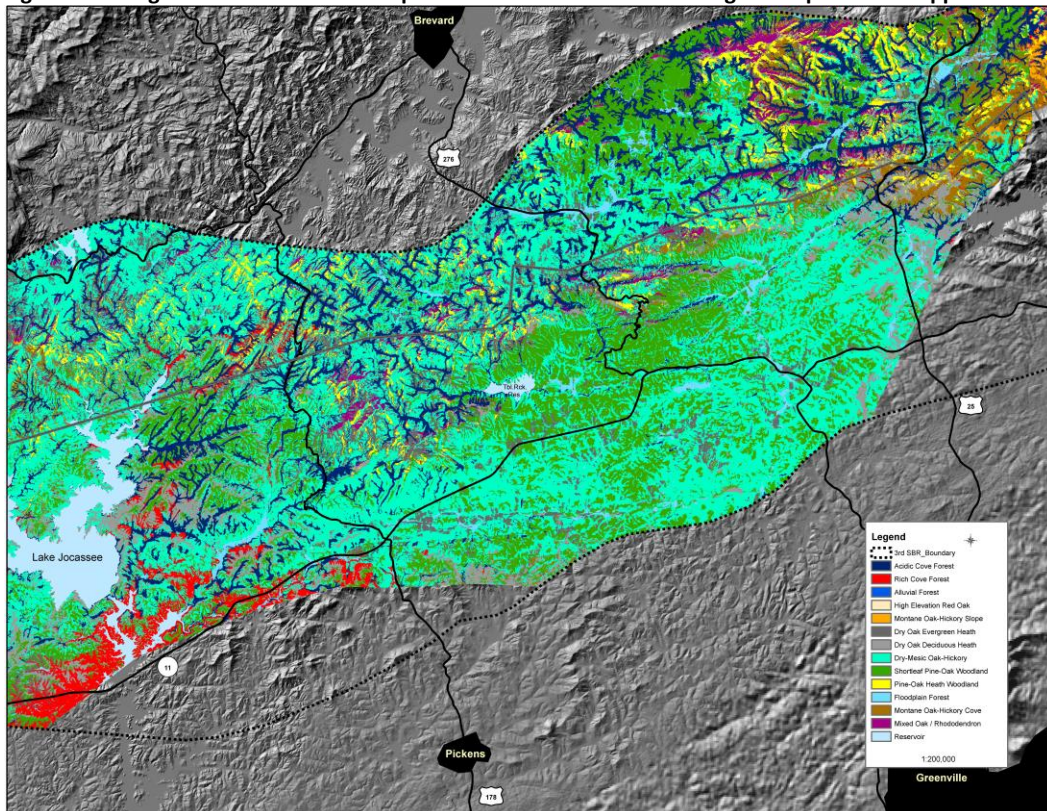 Brevard
276
Tbl Rck
Res
25
Lake Jocassee
11
Pickens
178
Legend
3rd SBR_Boundary
Acidic Cove Forest
Rich Cove Forest
Alluvial Forest
High Elevation Red Oak
Montane Oak-Hickory Slope
Dry Oak Evergreen Heath
Dry Oak Deciduous Heath
Dry-Mesic Oak-Hickory
Shortleaf Pine-Oak Woodland
Pine-Oak Heath Woodland
Floodplain Forest
Montane Oak-Hickory Cove
Mixed Oak / Rhododendron
Reservoir
1:200,000
Greenville